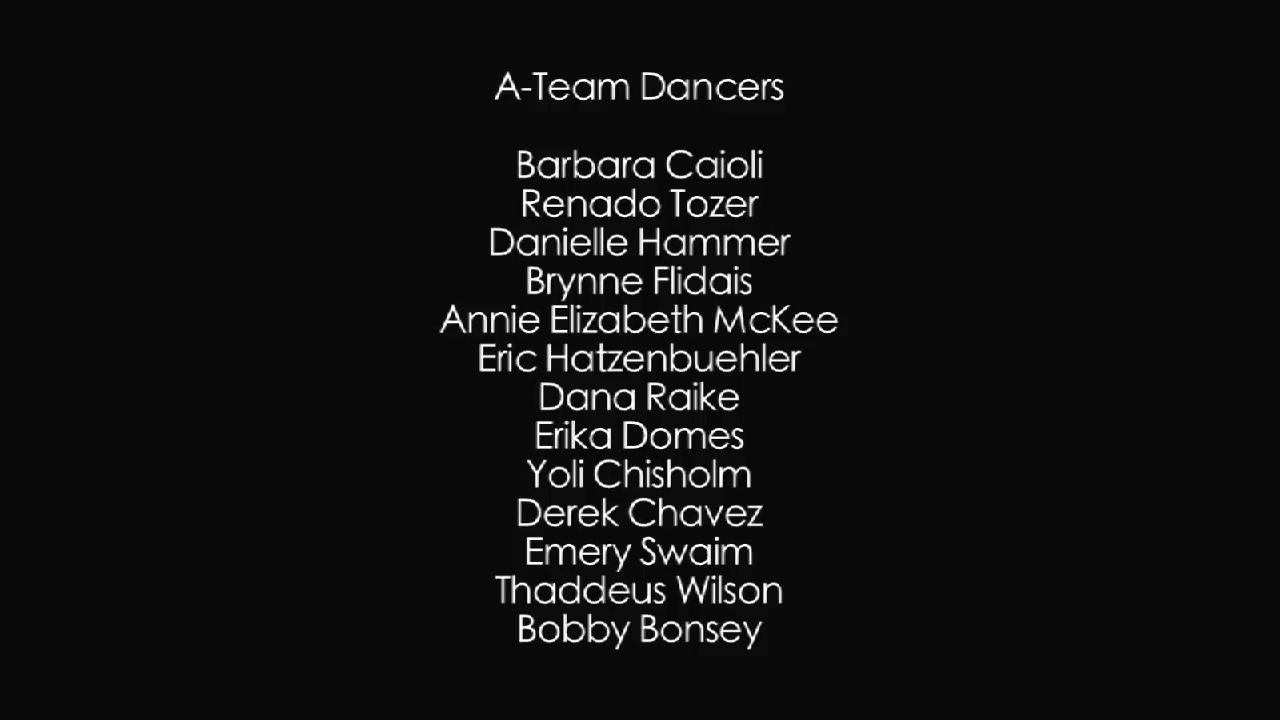 A-Team Dancers
Barbara Caioli
Renado Tozer
Danielle Hammer
Brynne Flidais
Annie Elizabeth McKee
Eric Hatzenbuehler
Dana Raike
Erika Domes
Yoli Chisholm
Derek Chavez
Emery Swaim
Thaddeus Wilson
Bobby Bonsey